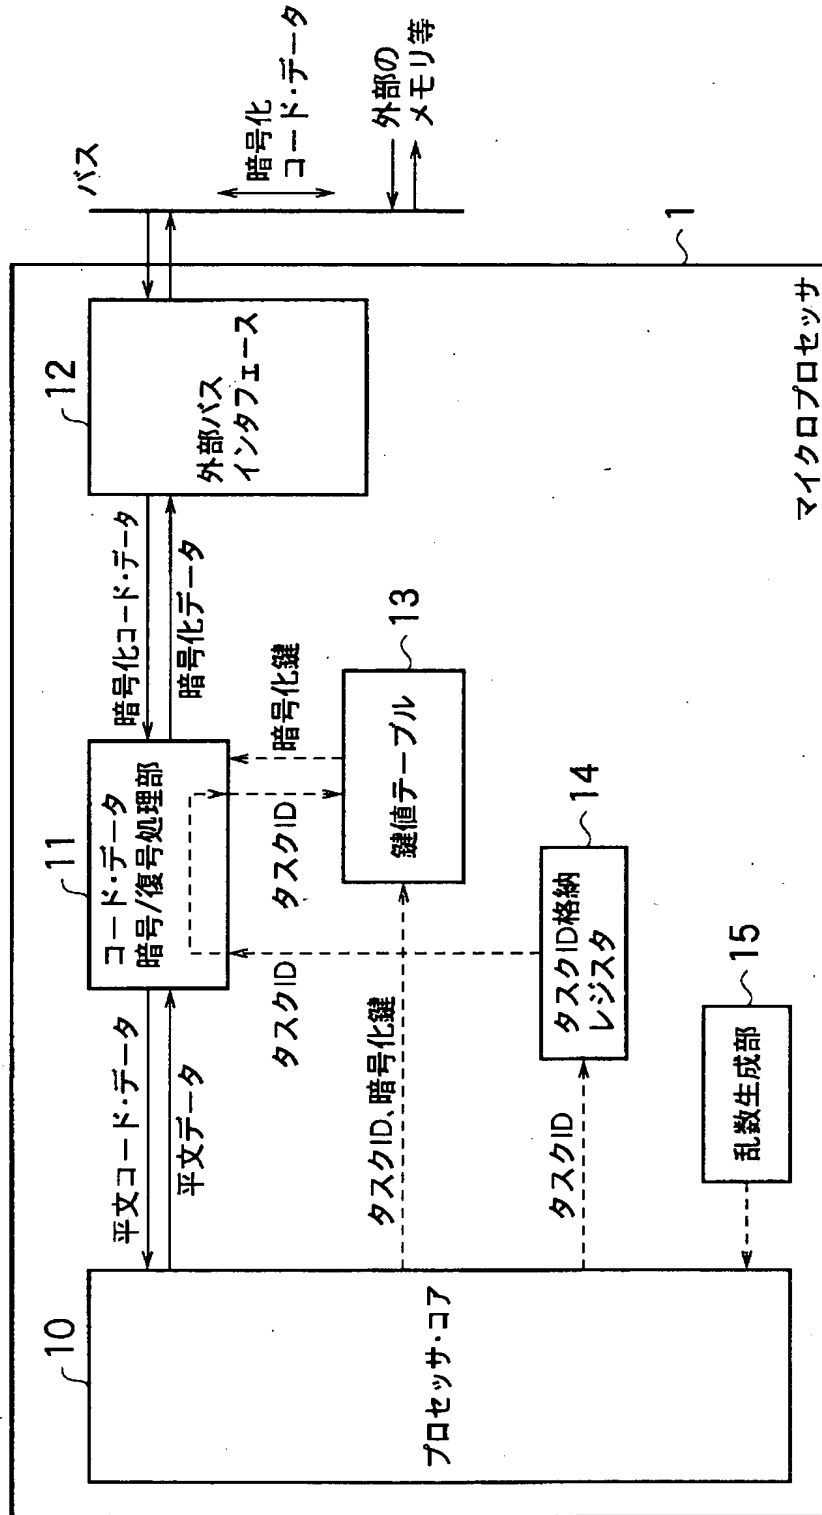 10
プロセッサ・コア
平文コード・データ
平文データ
11
コード・データ
暗号/復号処理部
暗号化コード・データ
暗号化データ
12
外部バス
インタフェース
バス
暗号化
コード・データ
外部の
メモリ等
タスクID
タスクID
暗号化鍵
タスクID、暗号化鍵
鍵値テーブル
13
タスクID
タスクID格納
レジスタ
14
乱数生成部
15
1
マイクロプロセッサ